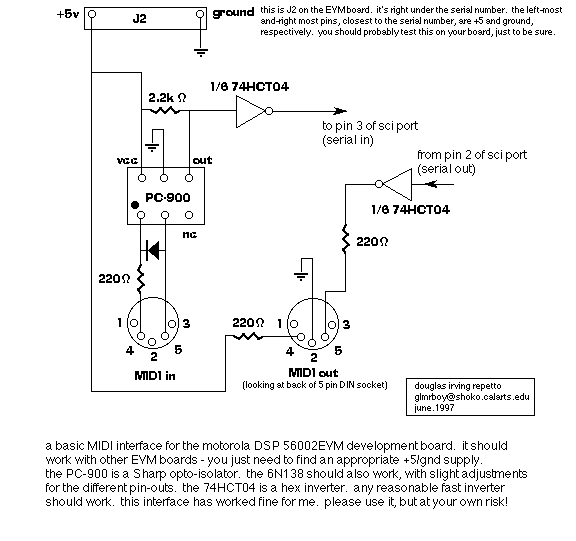 +5v
J2
ground
this is J2 on the EVM board. it's right under the serial number. the left-most
and-right most pins, closest to the serial number, are +5 and ground,
respectively. you should probably test this on your board, just to be sure.
1/6 74HCT04
2.2k Ω
to pin 3 of sci port
(serial in)
from pin 2 of sci port
(serial out)
vcc
out
PC-900
1/6 74HCT04
nc
220Ω
220Ω
1
3
4
2
5
MIDI in
220Ω
1
3
4
2
5
MIDI out
(looking at back of 5 pin DIN socket)
douglas irving repetto
glmrboy@shoko.calarts.edu
june.1997
a basic MIDI interface for the motorola DSP 56002EVM development board. it should
work with other EVM boards - you just need to find an appropriate +5/gnd supply.
the PC-900 is a Sharp opto-isolator. the 6N138 should also work, with slight adjustments
for the different pin-outs. the 74HCT04 is a hex inverter. any reasonable fast inverter
should work. this interface has worked fine for me. please use it, but at your own risk!